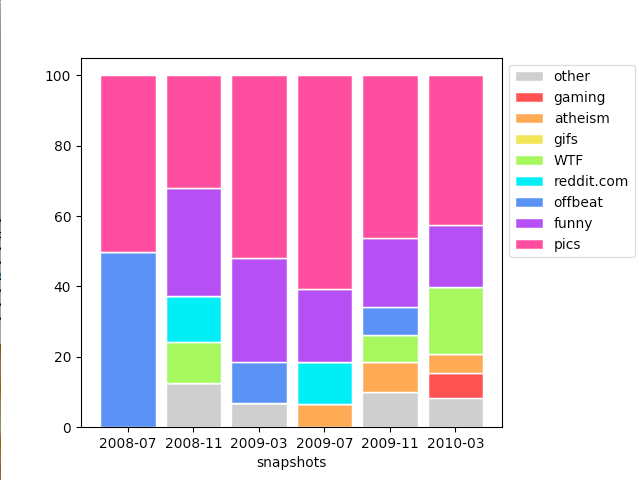 100
80
60
40
20
0
2008-07 2008-11 2009-03 2009-07 2009-11 2010-03
snapshots
other
gaming
atheism
gifs
WTF
reddit.com
offbeat
funny
pics